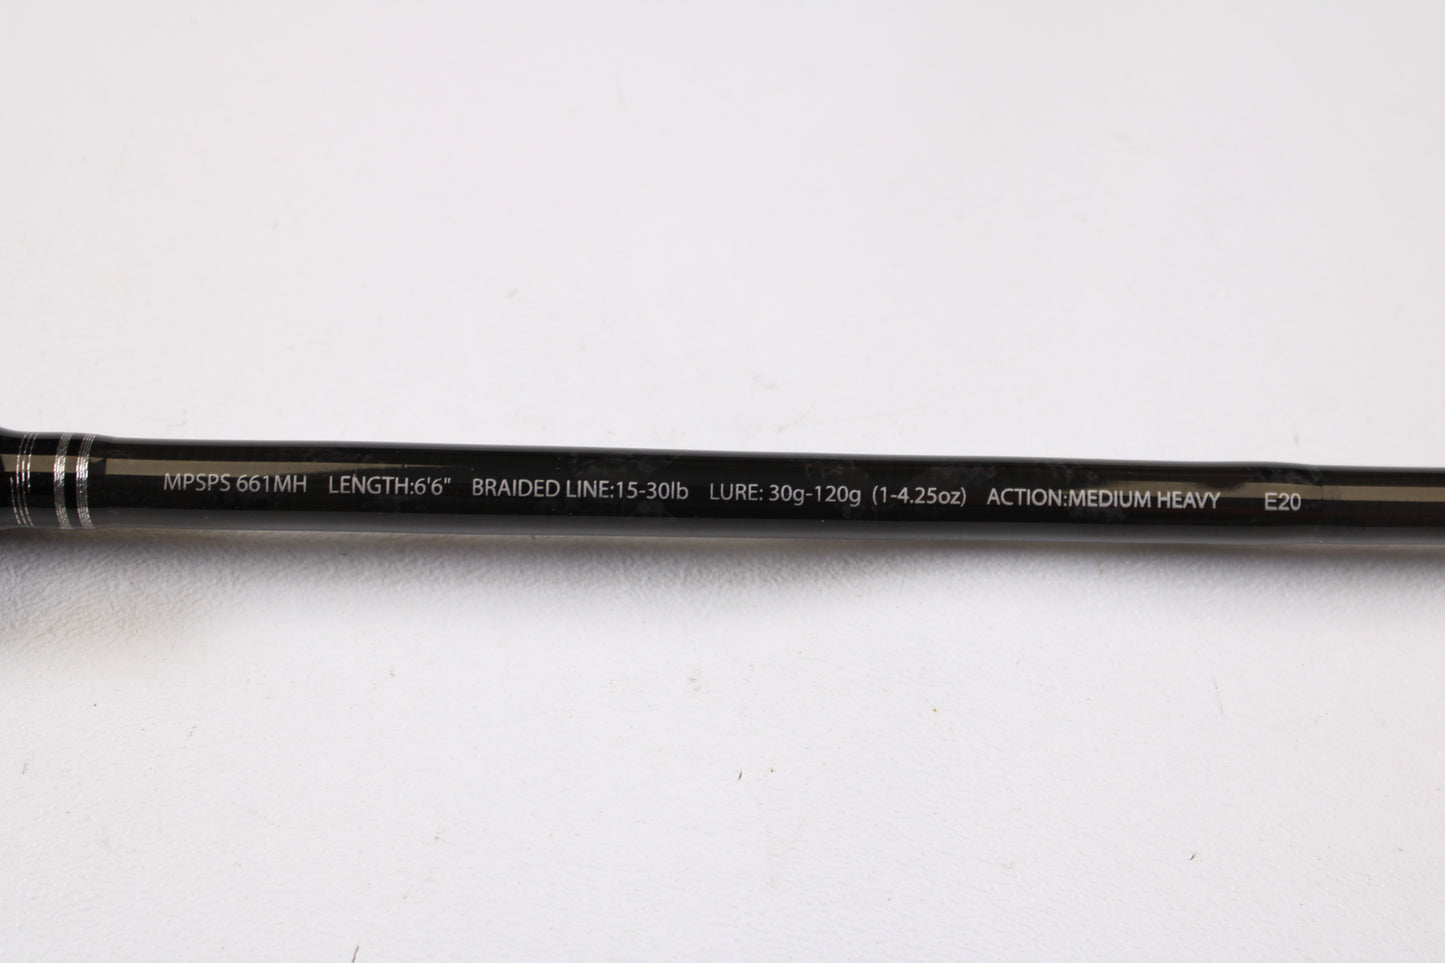 MPSPS 661MH LENGTH:6'6" BRAIDED LINE:15-30lb LURE: 30g-120g (1-4.25oz) ACTION:MEDIUM HEAVY E20